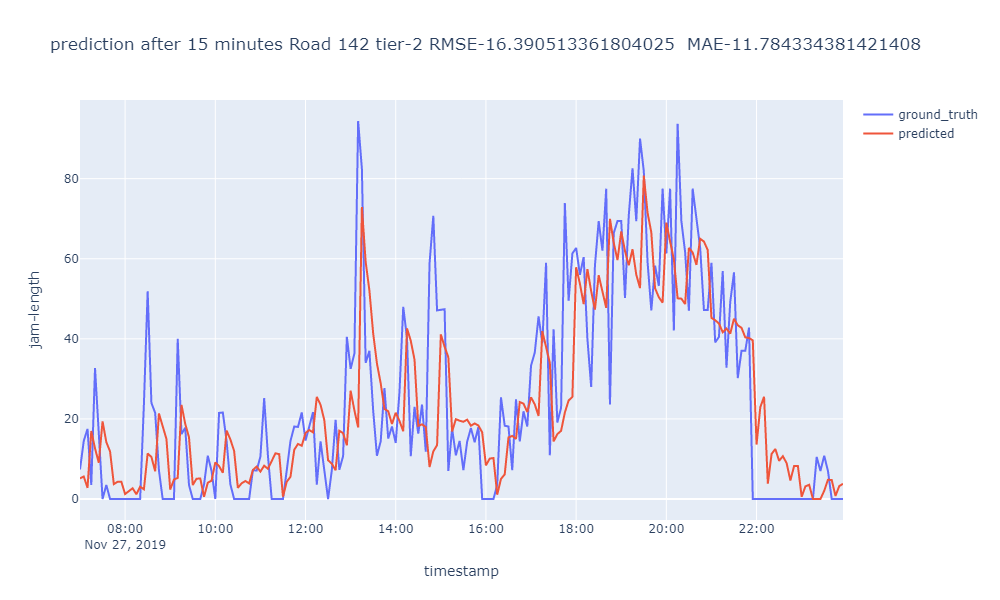 prediction after 15 minutes Road 142 tier-2 RMSE-16.390513361804025  MAE-11.784334381421408
ground_truth
predicted
jam-length
80
60
40
20
0
08:00 10:00 12:00 14:00 16:00 18:00 20:00 22:00
Nov 27, 2019
timestamp